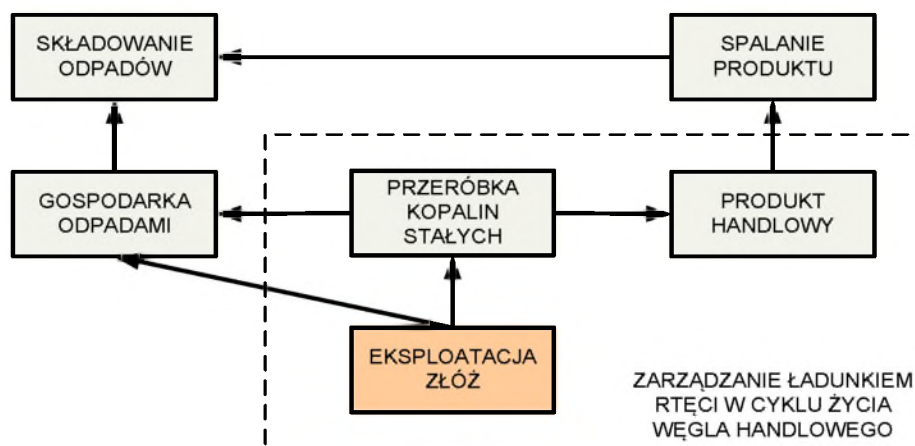 SKŁADOWANIE
ODPADÓW
SPALANIE
PRODUKTU
GOSPODARKA
ODPADAMI
PRZERÓBKA
KOPALIN
STAŁYCH
PRODUKT
HANDLOWY
EKSPLOATACJA
ZŁÓŻ
ZARZĄDZANIE ŁADUNKIEM
RTĘCI W CYKLU ŻYCIA
WĘGLA HANDLOWEGO